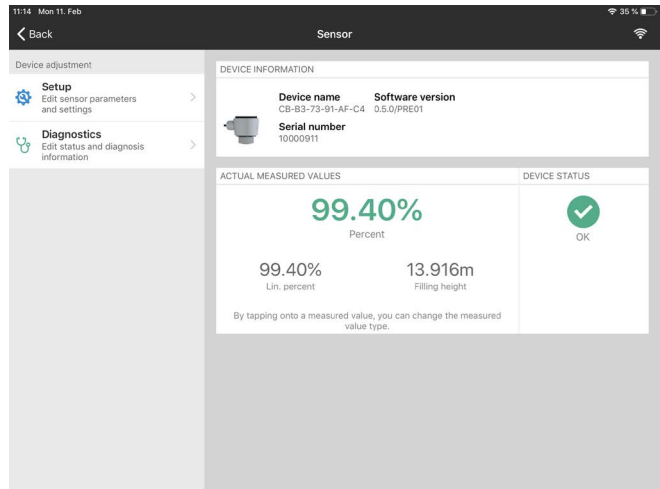 11:14 Mon 11. Feb
35 %
Back
Sensor
Device adjustment
Setup
Edit sensor parameters
and settings
Diagnostics
Edit status and diagnosis
information
DEVICE INFORMATION
Device name
CB-B3-73-91-AF-C4
Software version
0.5.0/PRE01
Serial number
10000911
ACTUAL MEASURED VALUES
99.40%
Percent
99.40%
Lin. percent
13.916m
Filling height
By tapping onto a measured value, you can change the measured
value type.
DEVICE STATUS
OK